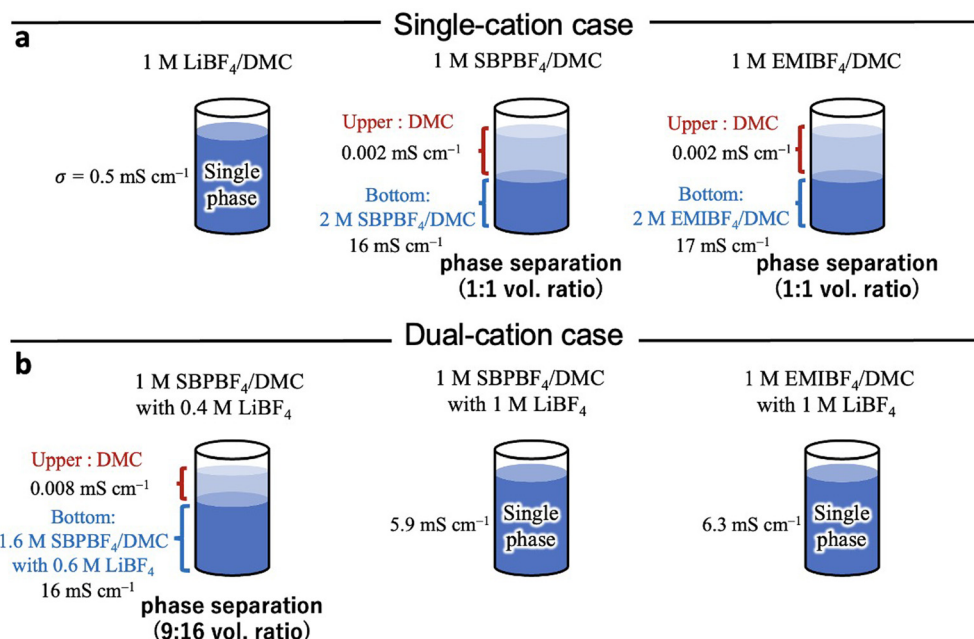 Single-cation case
a
1 M LiBF₄/DMC
σ = 0.5 mS cm⁻¹
Single
phase
1 M SBPBF₄/DMC
Upper : DMC
0.002 mS cm⁻¹
Bottom:
2 M SBPBF₄/DMC
16 mS cm⁻¹
phase separation
(1:1 vol. ratio)
1 M EMIBF₄/DMC
Upper : DMC
0.002 mS cm⁻¹
Bottom:
2 M EMIBF₄/DMC
17 mS cm⁻¹
phase separation
(1:1 vol. ratio)
Dual-cation case
b
1 M SBPBF₄/DMC
with 0.4 M LiBF₄
Upper : DMC
0.008 mS cm⁻¹
Bottom:
1.6 M SBPBF₄/DMC
with 0.6 M LiBF₄
16 mS cm⁻¹
phase separation
(9:16 vol. ratio)
1 M SBPBF₄/DMC
with 1 M LiBF₄
5.9 mS cm⁻¹
Single
phase
1 M EMIBF₄/DMC
with 1 M LiBF₄
6.3 mS cm⁻¹
Single
phase